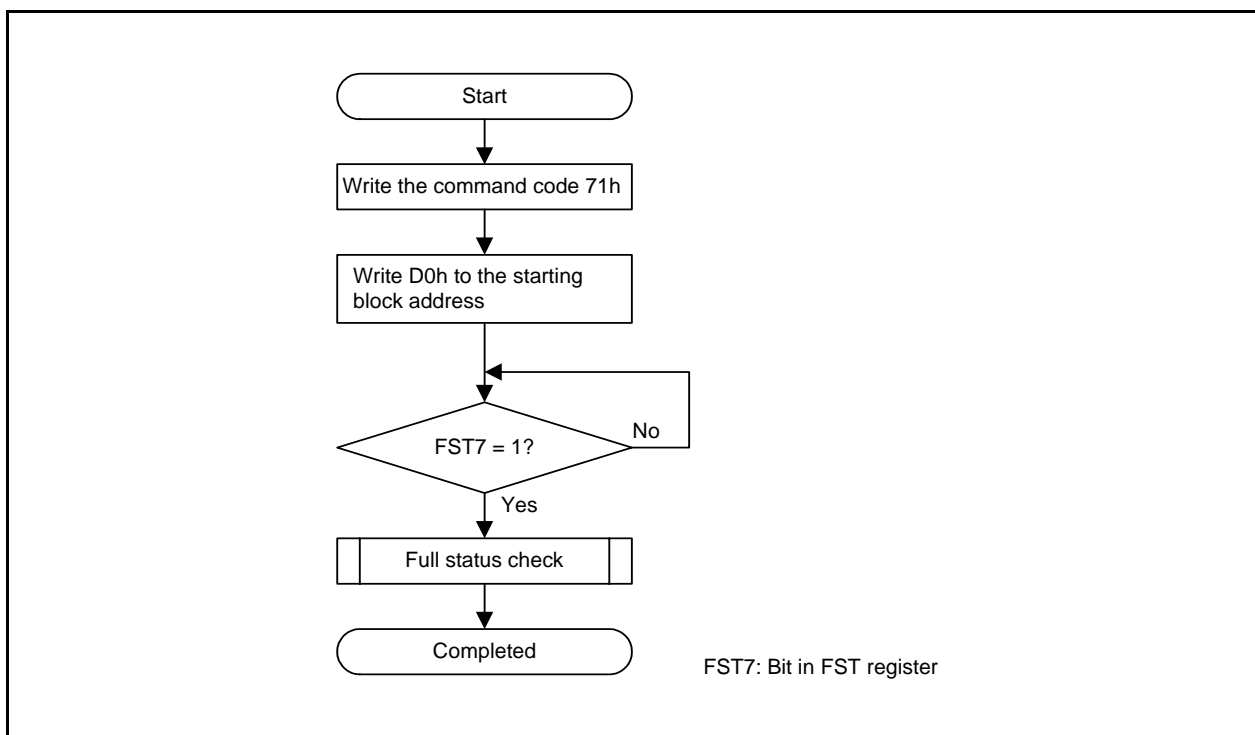 Start
Write the command code 71h
Write D0h to the starting
block address
FST7 = 1?
No
Yes
Full status check
Completed
FST7: Bit in FST register